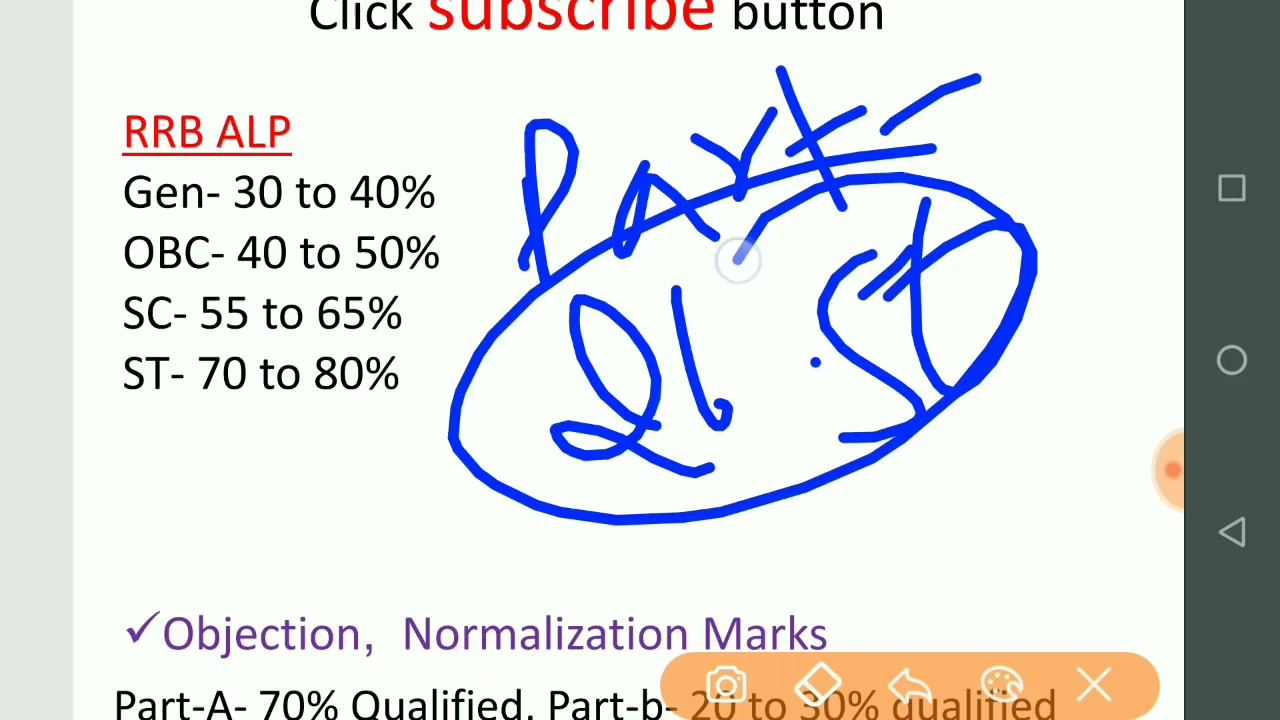 Click subscribe button
RRB ALP
Gen- 30 to 40%
OBC- 40 to 50%
SC- 55 to 65%
ST- 70 to 80%
Part-
✓Objection, Normalization Marks
Part-A- 70% Qualified, Part-b- 20 to 30% qualified